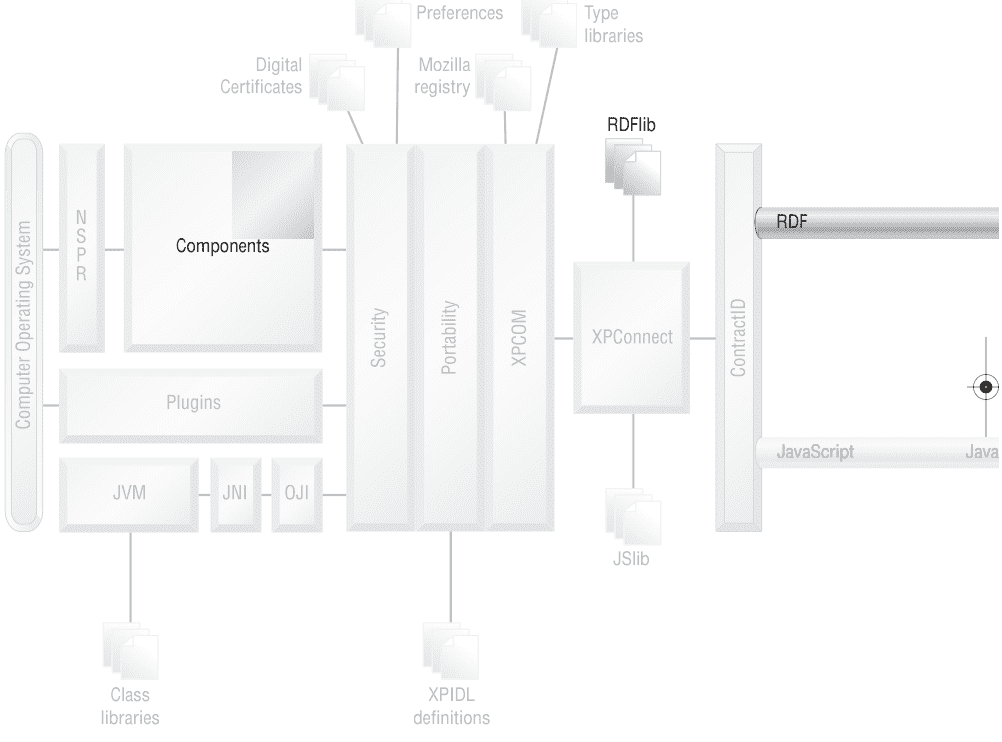 Preferences
Type
libraries
Digital
Certificates
Mozilla
registry
RDFlib
Computer Operating System
NSPR
Components
Security
Portability
XPCOM
XPConnect
ContractID
RDF
Plugins
JVM
JNI
OJI
JavaScript
Java
JSlib
Class
libraries
XPIDL
definitions